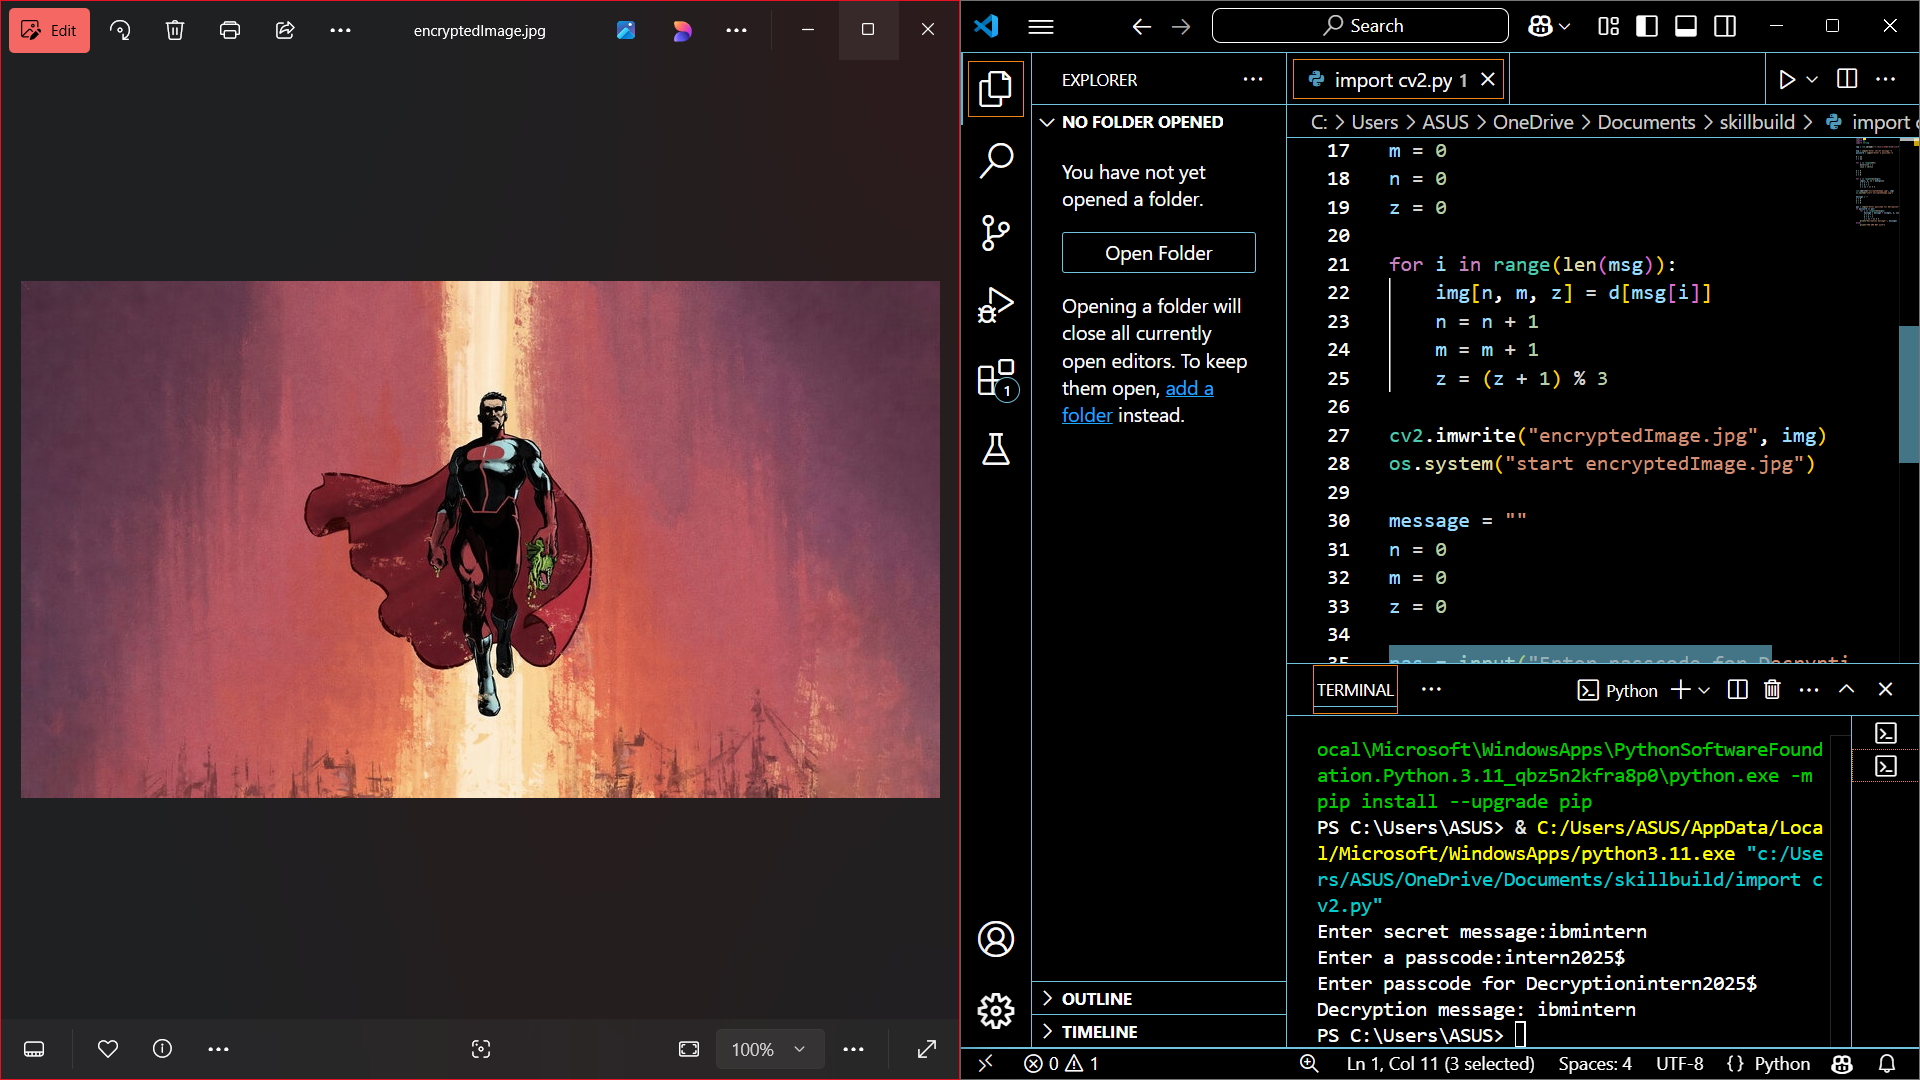 Edit
encryptedImage.jpg
100%
Search
EXPLORER
NO FOLDER OPENED
You have not yet
opened a folder.
Open Folder
Opening a folder will
close all currently
open editors. To keep
them open, add a
folder instead.
OUTLINE
TIMELINE
1
import cv2.py 1
C: > Users > ASUS > OneDrive > Documents > skillbuild > import
17 m = 0
18 n = 0
19 z = 0
20
21 for i in range(len(msg)):
22 img[n, m, z] = d[msg[i]]
23 n = n + 1
24 m = m + 1
25 z = (z + 1) % 3
26
27 cv2.imwrite("encryptedImage.jpg", img)
28 os.system("start encryptedImage.jpg")
29
30 message = ""
31 n = 0
32 m = 0
33 z = 0
34
35 pas = input("Enter passcode for Decrypti
TERMINAL
Python
ocal\Microsoft\WindowsApps\PythonSoftwareFound
ation.Python.3.11_qbz5n2kfra8p0\python.exe -m
pip install --upgrade pip
PS C:\Users\ASUS> & C:/Users/ASUS/AppData/Loca
l/Microsoft/WindowsApps/python3.11.exe "c:/Use
rs/ASUS/OneDrive/Documents/skillbuild/import c
v2.py"
Enter secret message:ibmintern
Enter a passcode:intern2025$
Enter passcode for Decryptionintern2025$
Decryption message: ibmintern
PS C:\Users\ASUS>
0 1
Ln 1, Col 11 (3 selected) Spaces: 4 UTF-8 {} Python